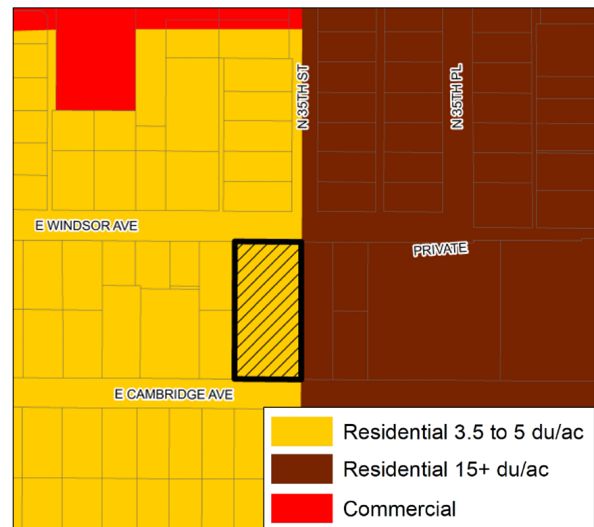 N 35TH ST
N 35TH PL
E WINDSOR AVE
PRIVATE
E CAMBRIDGE AVE
Residential 3.5 to 5 du/ac
Residential 15+ du/ac
Commercial